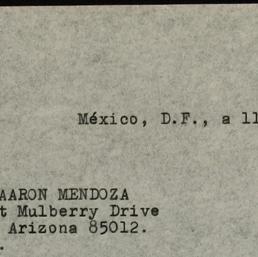 México, D.F., a 11
AARON MENDOZA
t Mulberry Drive
Arizona 85012.
.